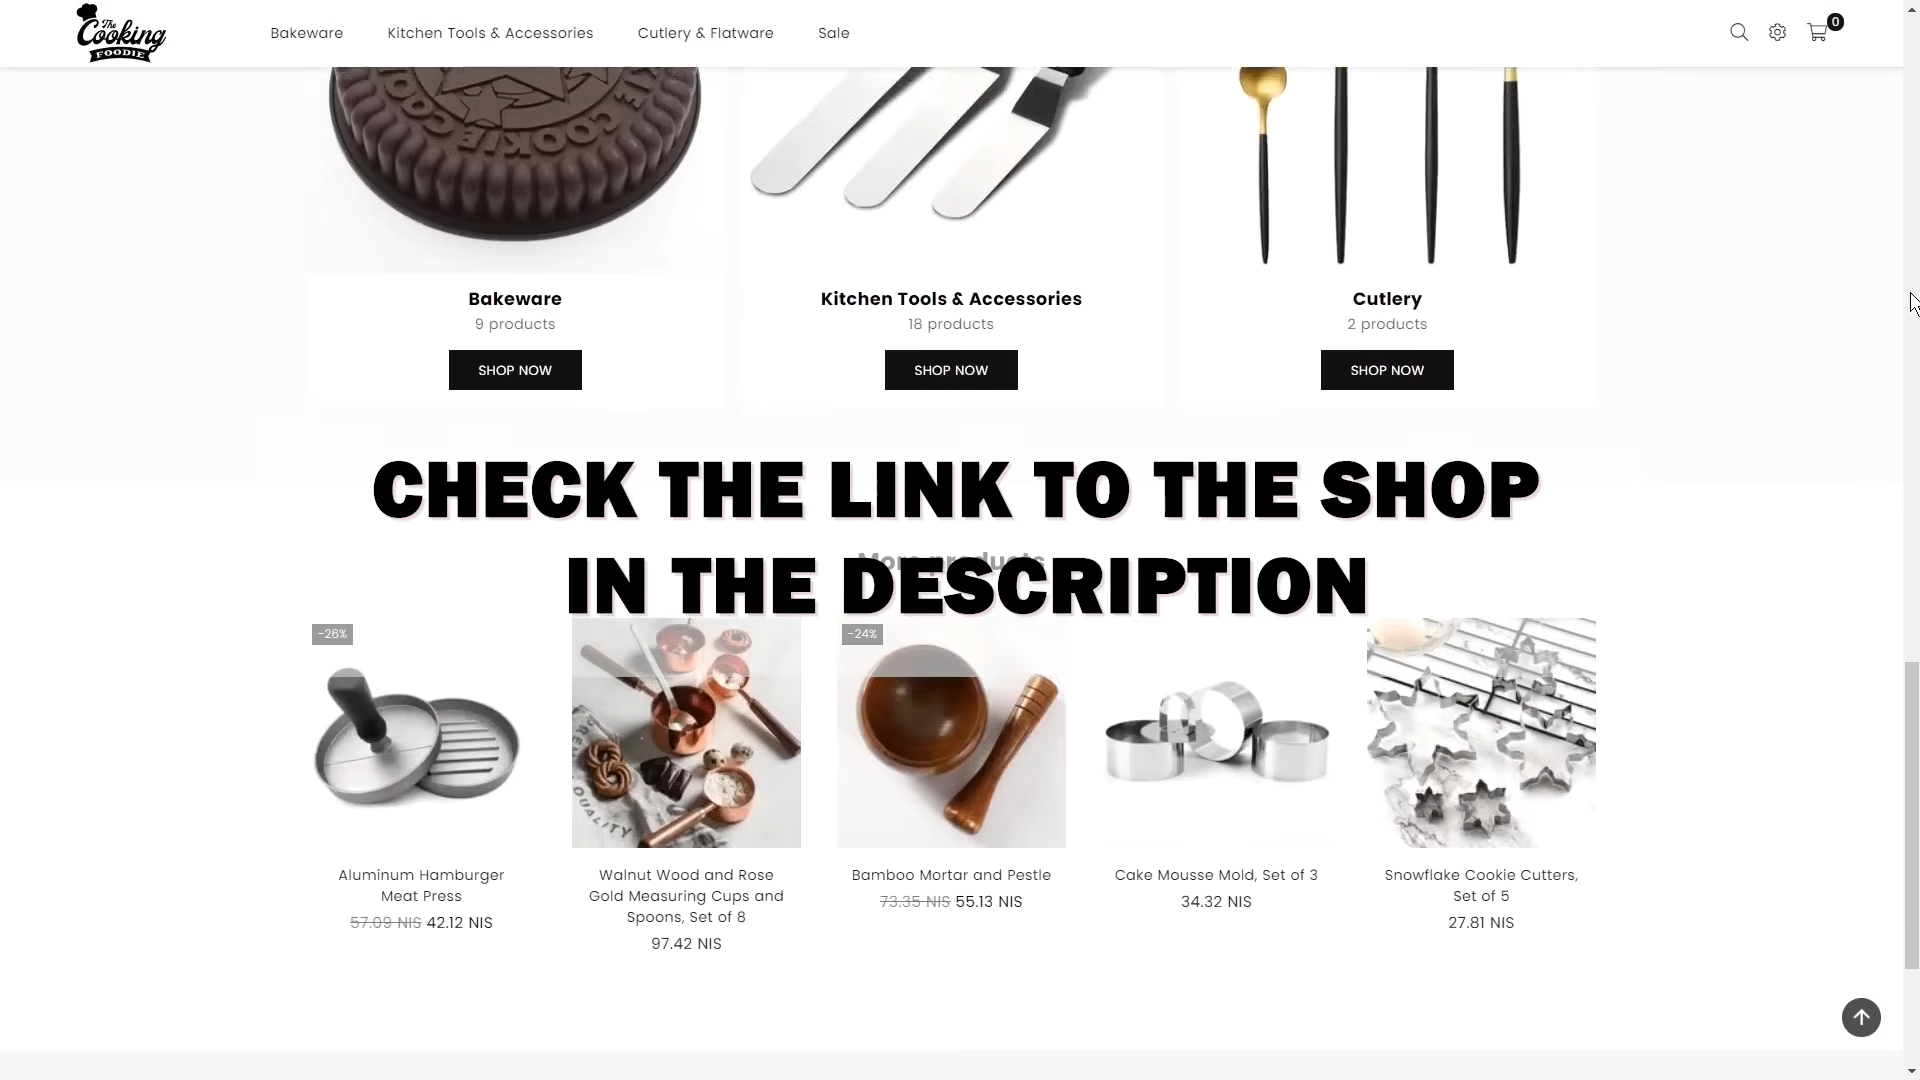 The
Cooking
FOODIE
Bakeware
Kitchen Tools & Accessories
Cutlery & Flatware
Sale
0
COOKIE
Bakeware
9 products
SHOP NOW
Kitchen Tools & Accessories
18 products
SHOP NOW
Cutlery
2 products
SHOP NOW
CHECK THE LINK TO THE SHOP
More products
IN THE DESCRIPTION
-26%
-24%
QUALITY
Aluminum Hamburger
Meat Press
57.09 NIS 42.12 NIS
Walnut Wood and Rose
Gold Measuring Cups and
Spoons, Set of 8
97.42 NIS
Bamboo Mortar and Pestle
73.35 NIS 55.13 NIS
Cake Mousse Mold, Set of 3
34.32 NIS
Snowflake Cookie Cutters,
Set of 5
27.81 NIS